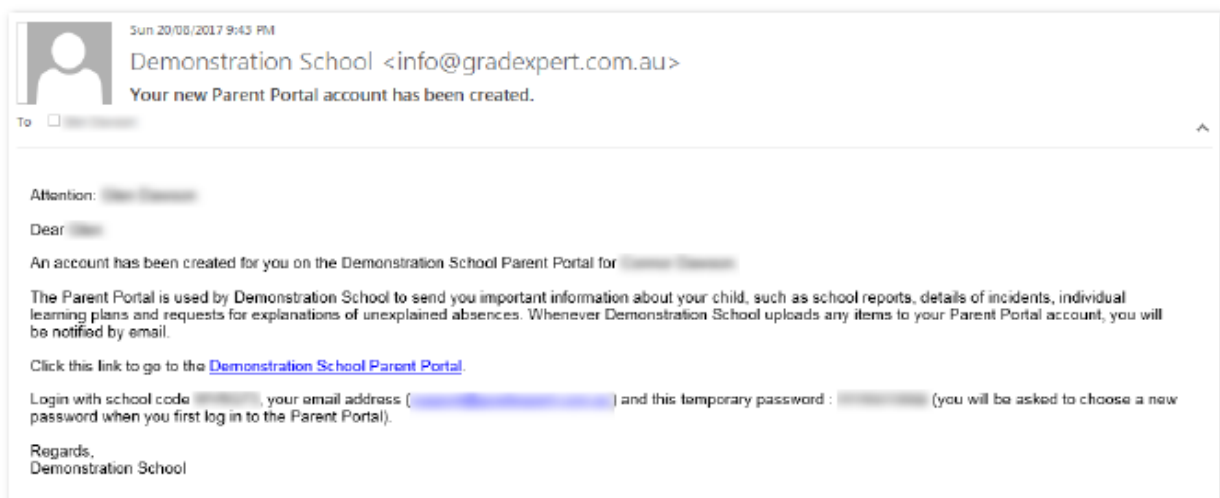 Sun 20/08/2017 9:43 PM
Demonstration School <info@gradexpert.com.au>
Your new Parent Portal account has been created.
To
Attention:
Dear
An account has been created for you on the Demonstration School Parent Portal for
The Parent Portal is used by Demonstration School to send you important information about your child, such as school reports, details of incidents, individual
learning plans and requests for explanations of unexplained absences. Whenever Demonstration School uploads any items to your Parent Portal account, you will
be notified by email.
Click this link to go to the Demonstration School Parent Portal.
Login with school code , your email address ( ) and this temporary password : (you will be asked to choose a new
password when you first log in to the Parent Portal).
Regards,
Demonstration School